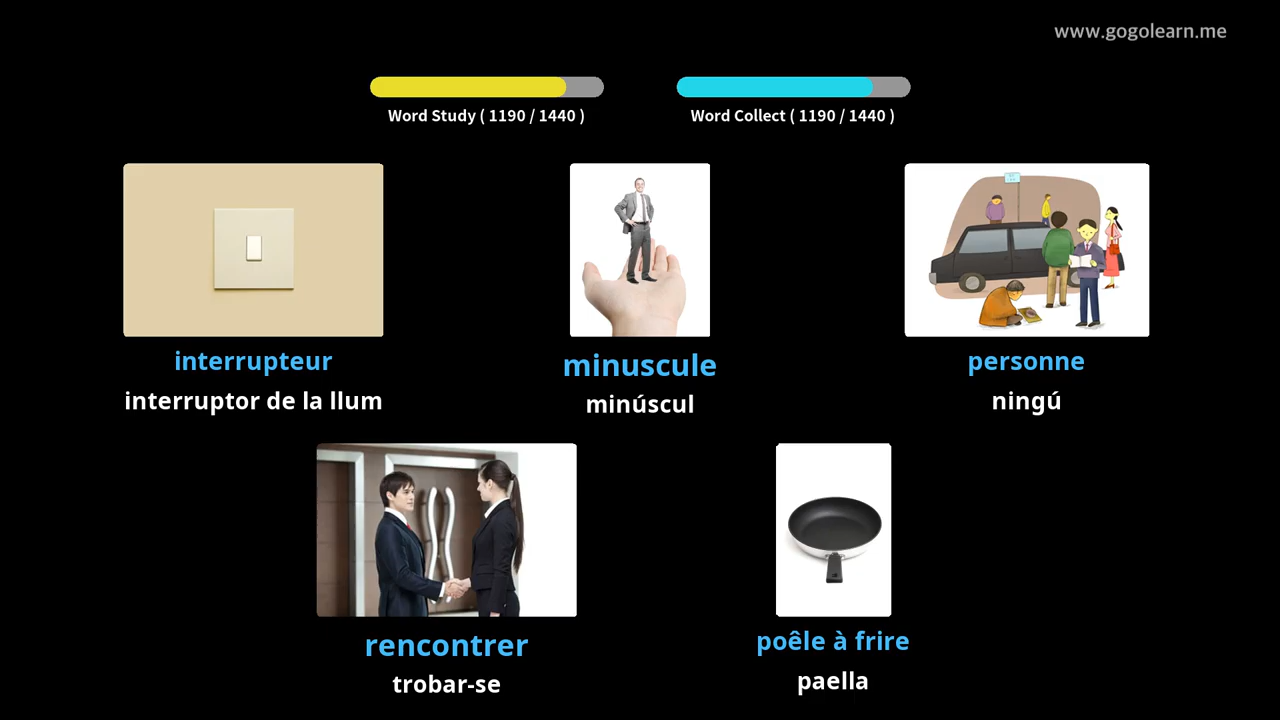 www.gogolearn.me
Word Study ( 1190 / 1440 )
Word Collect ( 1190 / 1440 )
interrupteur
interruptor de la llum
minuscule
minúscul
personne
ningú
rencontrer
trobar-se
poêle à frire
paella